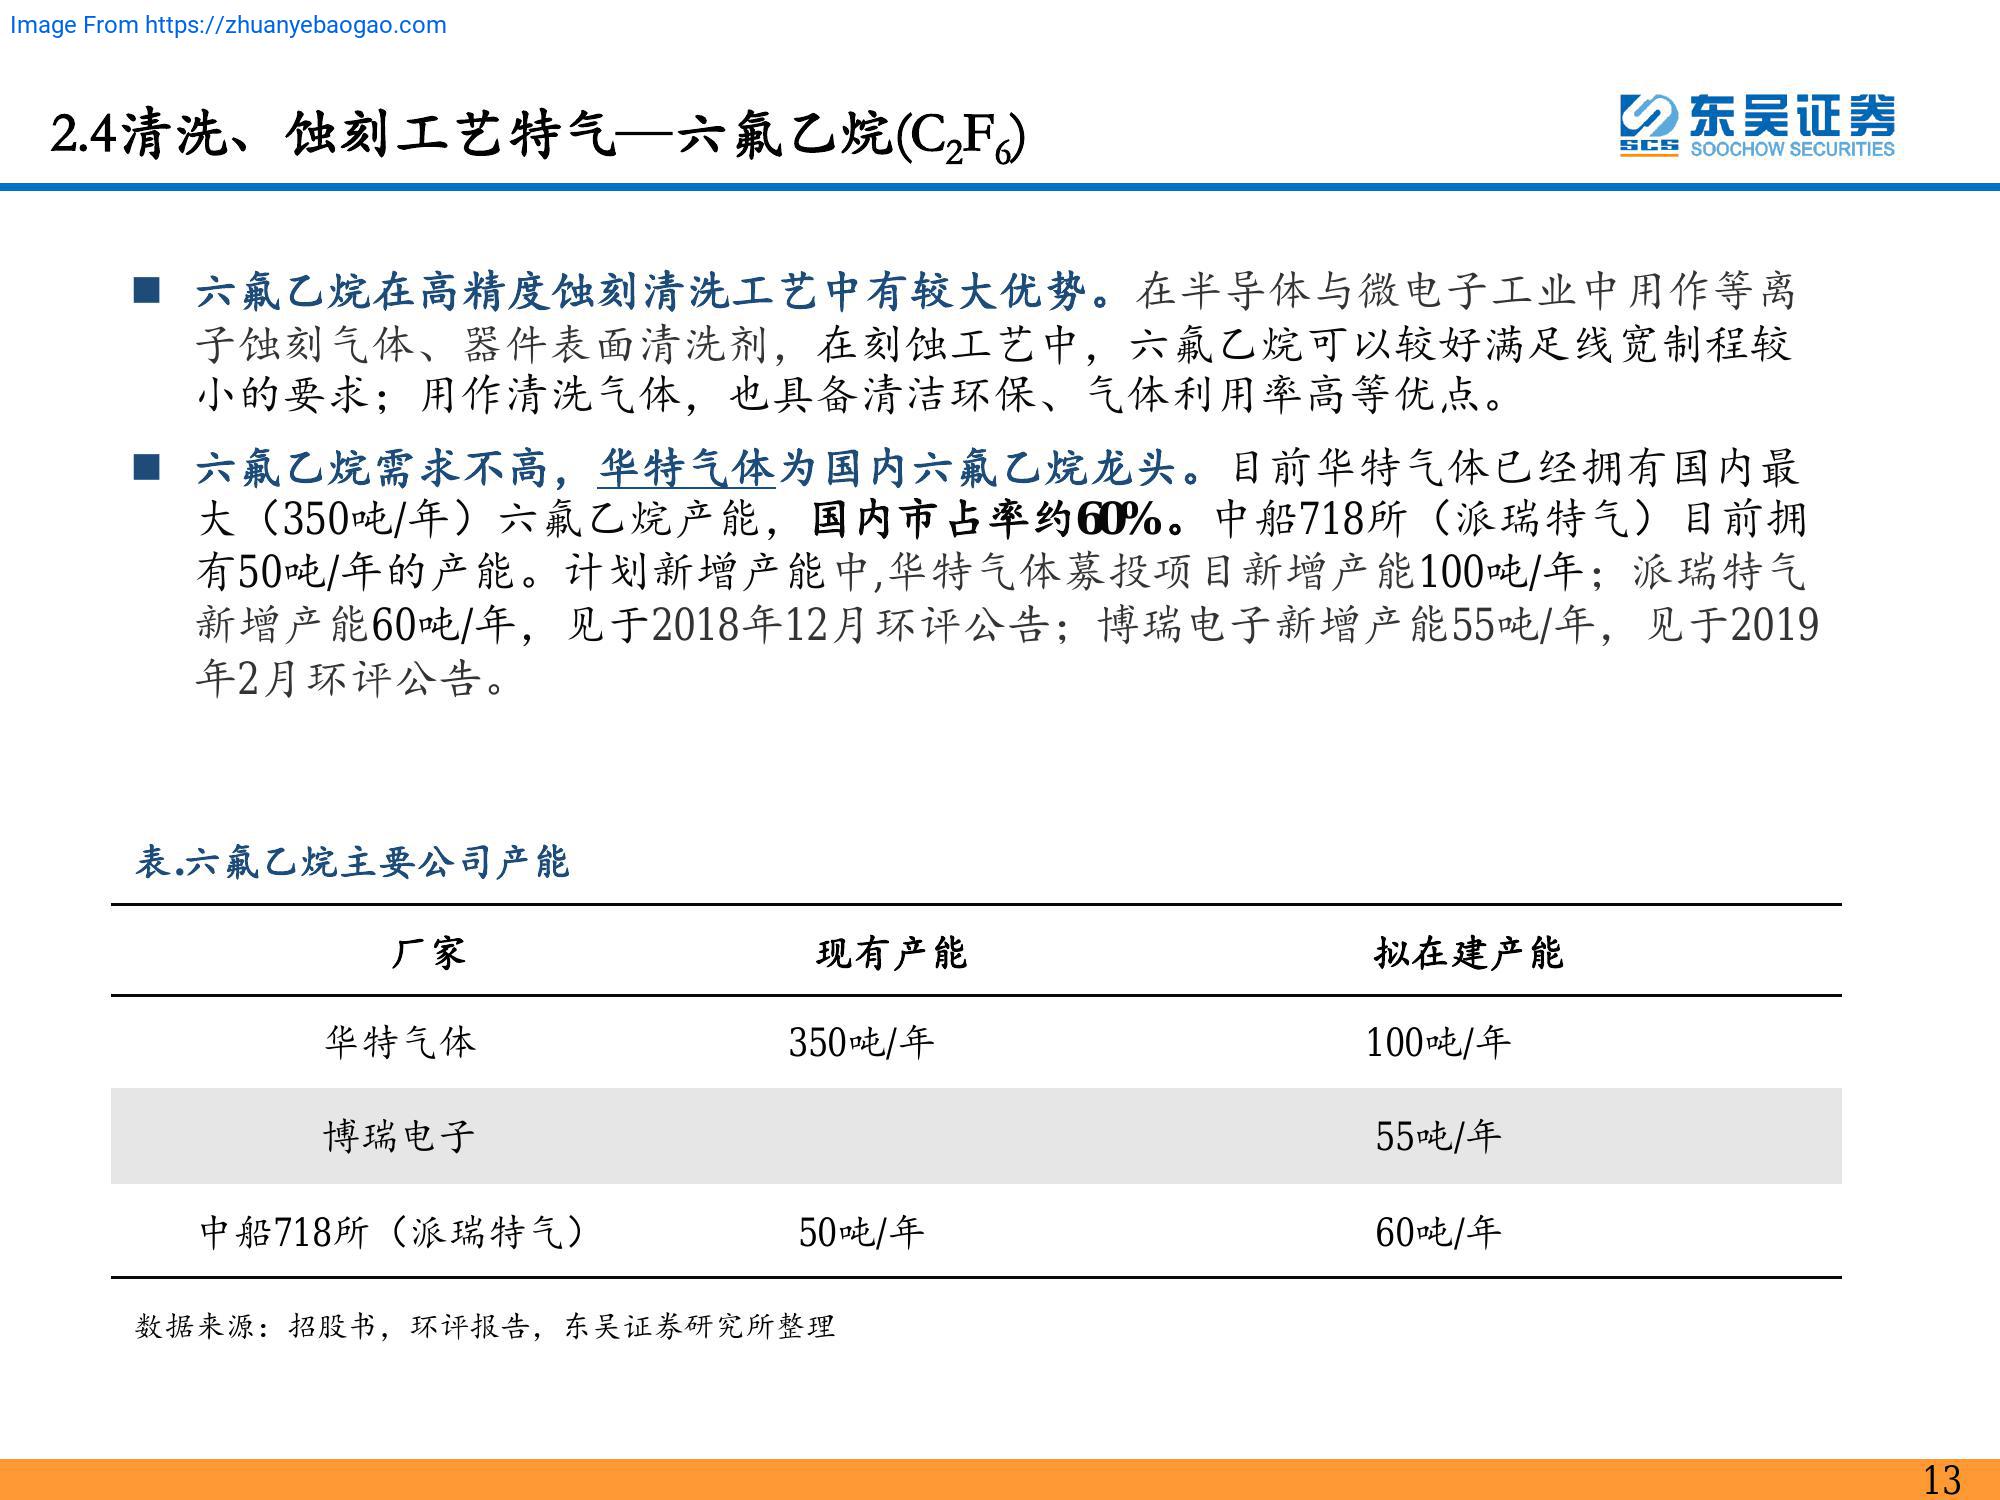 Image From https://zhuanyebaogao.com
2.4清洗、蚀刻工艺特气—六氟乙烷(C₂F₆)
东吴证券
SCS
SOOCHOW SECURITIES
■ 六氟乙烷在高精度蚀刻清洗工艺中有较大优势。在半导体与微电子工业中用作等离
子蚀刻气体、器件表面清洗剂，在刻蚀工艺中，六氟乙烷可以较好满足线宽制程较
小的要求；用作清洗气体，也具备清洁环保、气体利用率高等优点。
■ 六氟乙烷需求不高，华特气体为国内六氟乙烷龙头。目前华特气体已经拥有国内最
大（350吨/年）六氟乙烷产能，国内市占率约60%。中船718所（派瑞特气）目前拥
有50吨/年的产能。计划新增产能中,华特气体募投项目新增产能100吨/年；派瑞特气
新增产能60吨/年，见于2018年12月环评公告；博瑞电子新增产能55吨/年，见于2019
年2月环评公告。
表.六氟乙烷主要公司产能
厂家 现有产能 拟在建产能
华特气体 350吨/年 100吨/年
博瑞电子 55吨/年
中船718所（派瑞特气） 50吨/年 60吨/年
数据来源：招股书，环评报告，东吴证券研究所整理
13